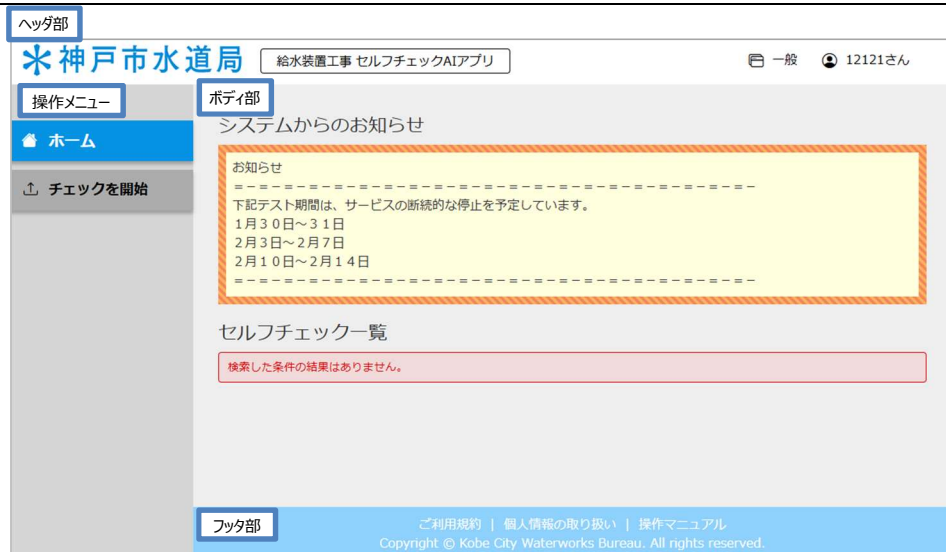 ヘッダ部
神戸市水道局 給水装置工事 セルフチェックAIアプリ 一般 12121さん
操作メニュー
ホーム
チェックを開始
ボディ部
システムからのお知らせ
お知らせ
=-=-=-=-=-=-=-=-=-=-=-=-=-=-=-=-=-=-=-=-=-
下記テスト期間は、サービスの断続的な停止を予定しています。
1月30日～31日
2月3日～2月7日
2月10日～2月14日
=-=-=-=-=-=-=-=-=-=-=-=-=-=-=-=-=-=-=-=-=-
セルフチェック一覧
検索した条件の結果はありません。
フッタ部
ご利用規約 | 個人情報の取り扱い | 操作マニュアル
Copyright © Kobe City Waterworks Bureau. All rights reserved.